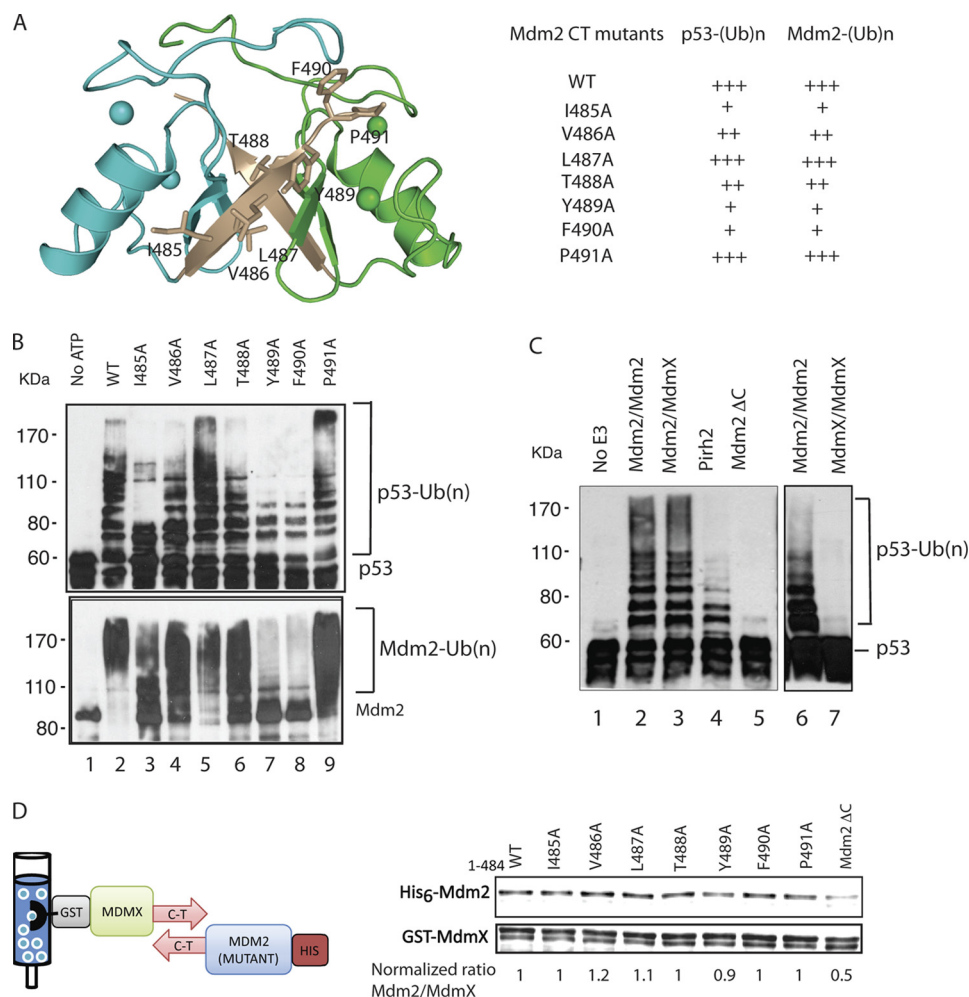 A
F490
T488
P491
Y489
I485
L487
V486
Mdm2 CT mutants p53-(Ub)n Mdm2-(Ub)n
WT +++ +++
I485A + +
V486A ++ ++
L487A +++ +++
T488A ++ ++
Y489A + +
F490A + +
P491A +++ +++
B
KDa No ATP WT I485A V486A L487A T488A Y489A F490A P491A
170 -
110 -
80 -
60 -
p53-Ub(n)
p53
170 -
110 -
80 -
Mdm2-Ub(n)
Mdm2
1 2 3 4 5 6 7 8 9
C
KDa No E3 Mdm2/Mdm2 Mdm2/MdmX Pirh2 Mdm2 ΔC Mdm2/Mdm2 MdmX/MdmX
170 -
110 -
80 -
60 -
p53-Ub(n)
p53
1 2 3 4 5 6 7
D
GST MDMX C-T
C-T MDM2 (MUTANT) HIS
1-484 WT I485A V486A L487A T488A Y489A F490A P491A Mdm2 ΔC
His6-Mdm2
GST-MdmX
Normalized ratio 1 1 1.2 1.1 1 0.9 1 1 0.5
Mdm2/MdmX